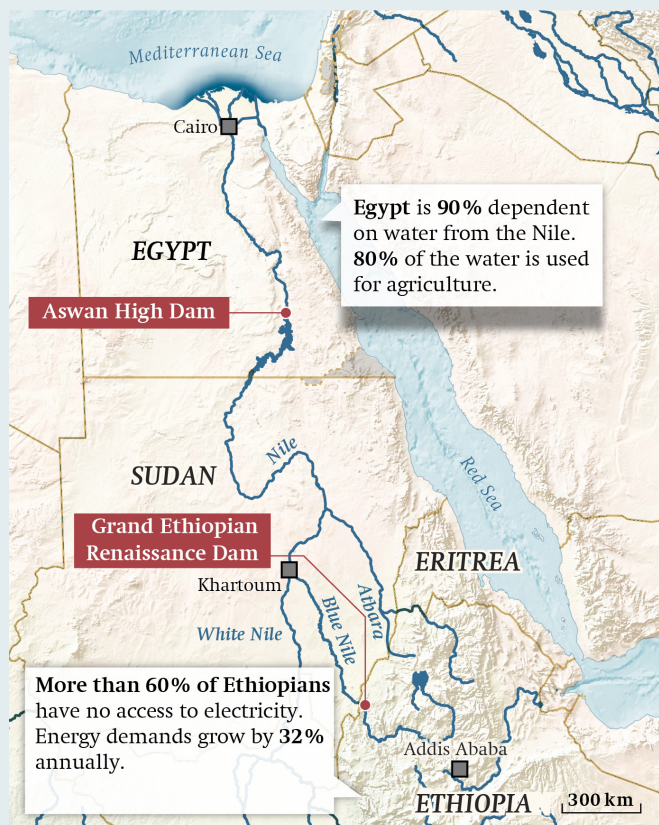 Mediterranean Sea
Cairo
Egypt is 90% dependent
on water from the Nile.
80% of the water is used
for agriculture.
EGYPT
Aswan High Dam
Nile
SUDAN
Red Sea
Grand Ethiopian
Renaissance Dam
ERITREA
Khartoum
Atbara
Blue Nile
White Nile
More than 60% of Ethiopians
have no access to electricity.
Energy demands grow by 32%
annually.
Addis Ababa
ETHIOPIA
300 km